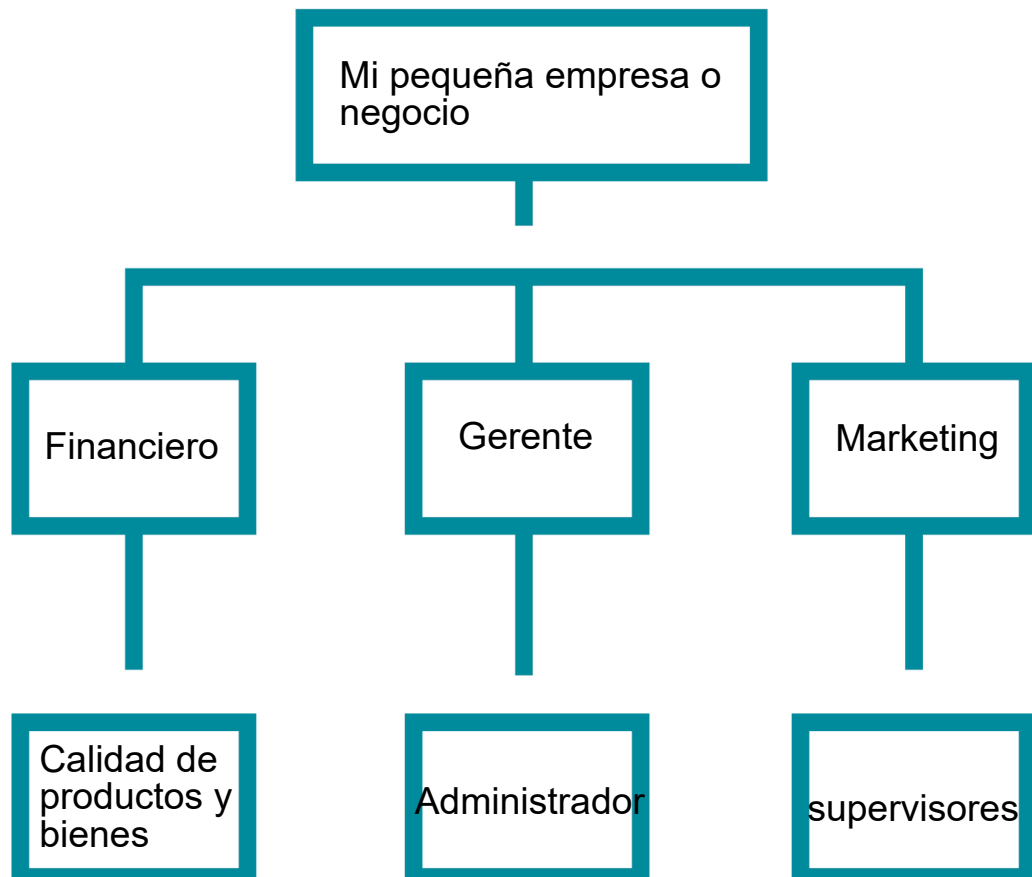 Mi pequeña empresa o
negocio
Financiero
Gerente
Marketing
Calidad de
productos y
bienes
Administrador
supervisores